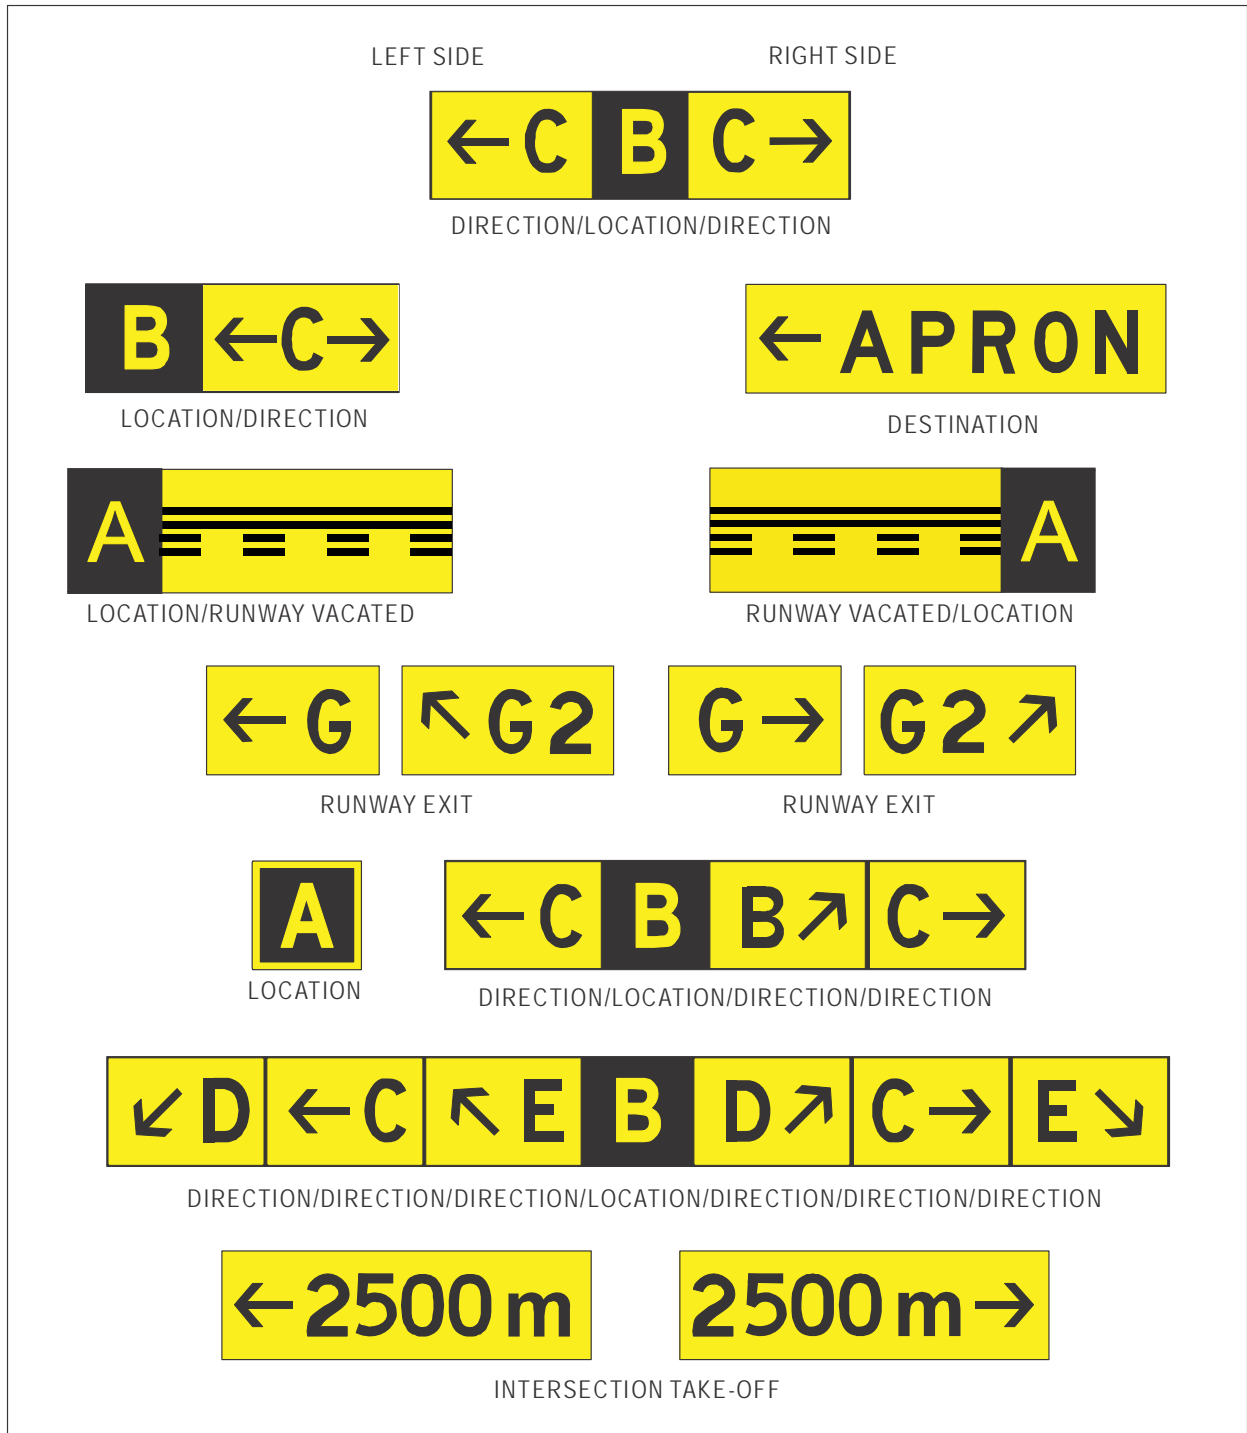 LEFT SIDE RIGHT SIDE
←C B C→
DIRECTION/LOCATION/DIRECTION
B ←C→
←APRON
LOCATION/DIRECTION
DESTINATION
A
A
LOCATION/RUNWAY VACATED
RUNWAY VACATED/LOCATION
←G ↖G2 G→ G2↗
RUNWAY EXIT RUNWAY EXIT
A
←C B B↗ C→
LOCATION
DIRECTION/LOCATION/DIRECTION/DIRECTION
↙D ←C ↖E B D↗ C→ E↘
DIRECTION/DIRECTION/DIRECTION/LOCATION/DIRECTION/DIRECTION/DIRECTION
←2500m 2500m→
INTERSECTION TAKE-OFF